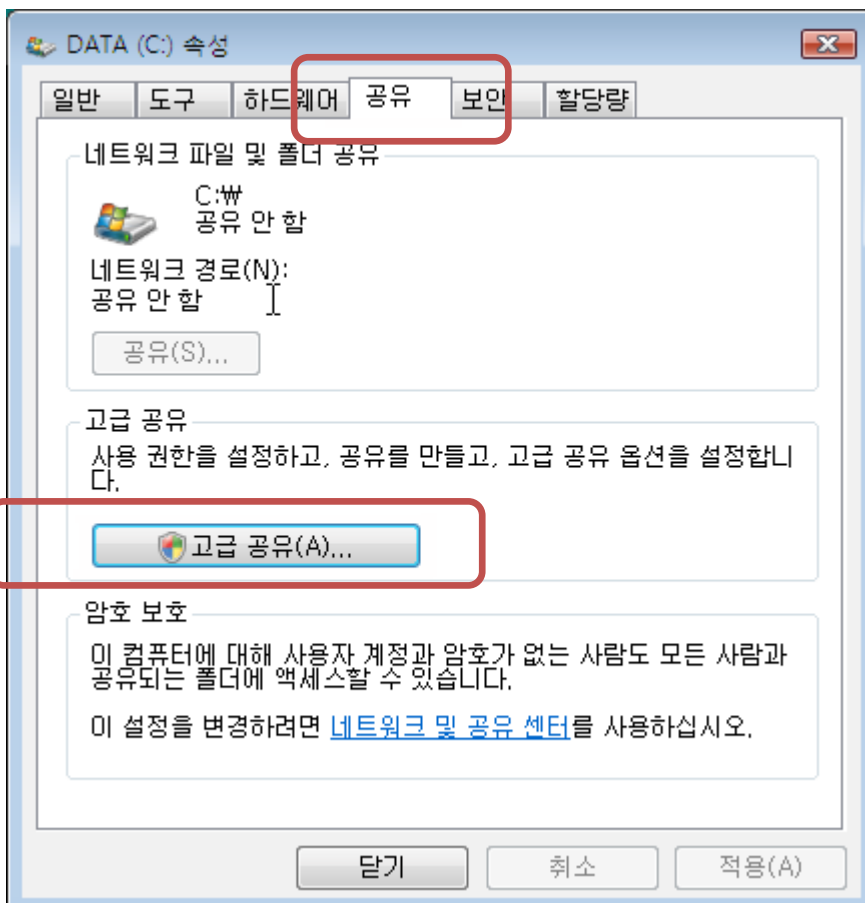 DATA (C:) 속성
일반 도구 하드웨어 공유 보안 할당량
네트워크 파일 및 폴더 공유
C:₩
공유 안 함
네트워크 경로(N):
공유 안 함
공유(S)...
고급 공유
사용 권한을 설정하고, 공유를 만들고, 고급 공유 옵션을 설정합니
다.
고급 공유(A)...
암호 보호
이 컴퓨터에 대해 사용자 계정과 암호가 없는 사람도 모든 사람과
공유되는 폴더에 액세스할 수 있습니다.
이 설정을 변경하려면 네트워크 및 공유 센터를 사용하십시오.
닫기 취소 적용(A)